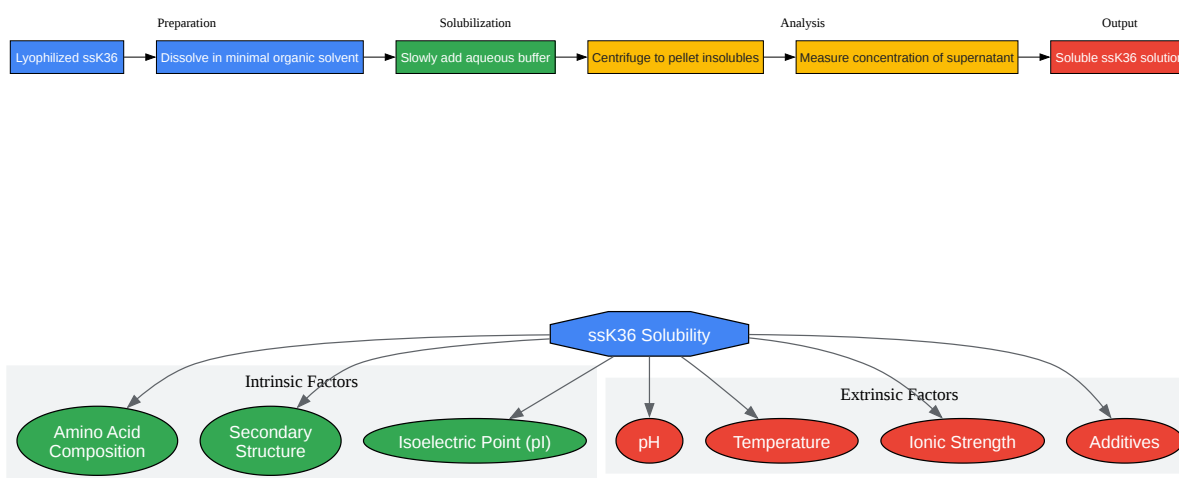 Preparation
Solubilization
Analysis
Output
Lyophilized ssK36
Dissolve in minimal organic solvent
Slowly add aqueous buffer
Centrifuge to pellet insolubles
Measure concentration of supernatant
Soluble ssK36 solution
ssK36 Solubility
Intrinsic Factors
Extrinsic Factors
Amino Acid
Composition
Secondary
Structure
Isoelectric Point (pI)
pH
Temperature
Ionic Strength
Additives